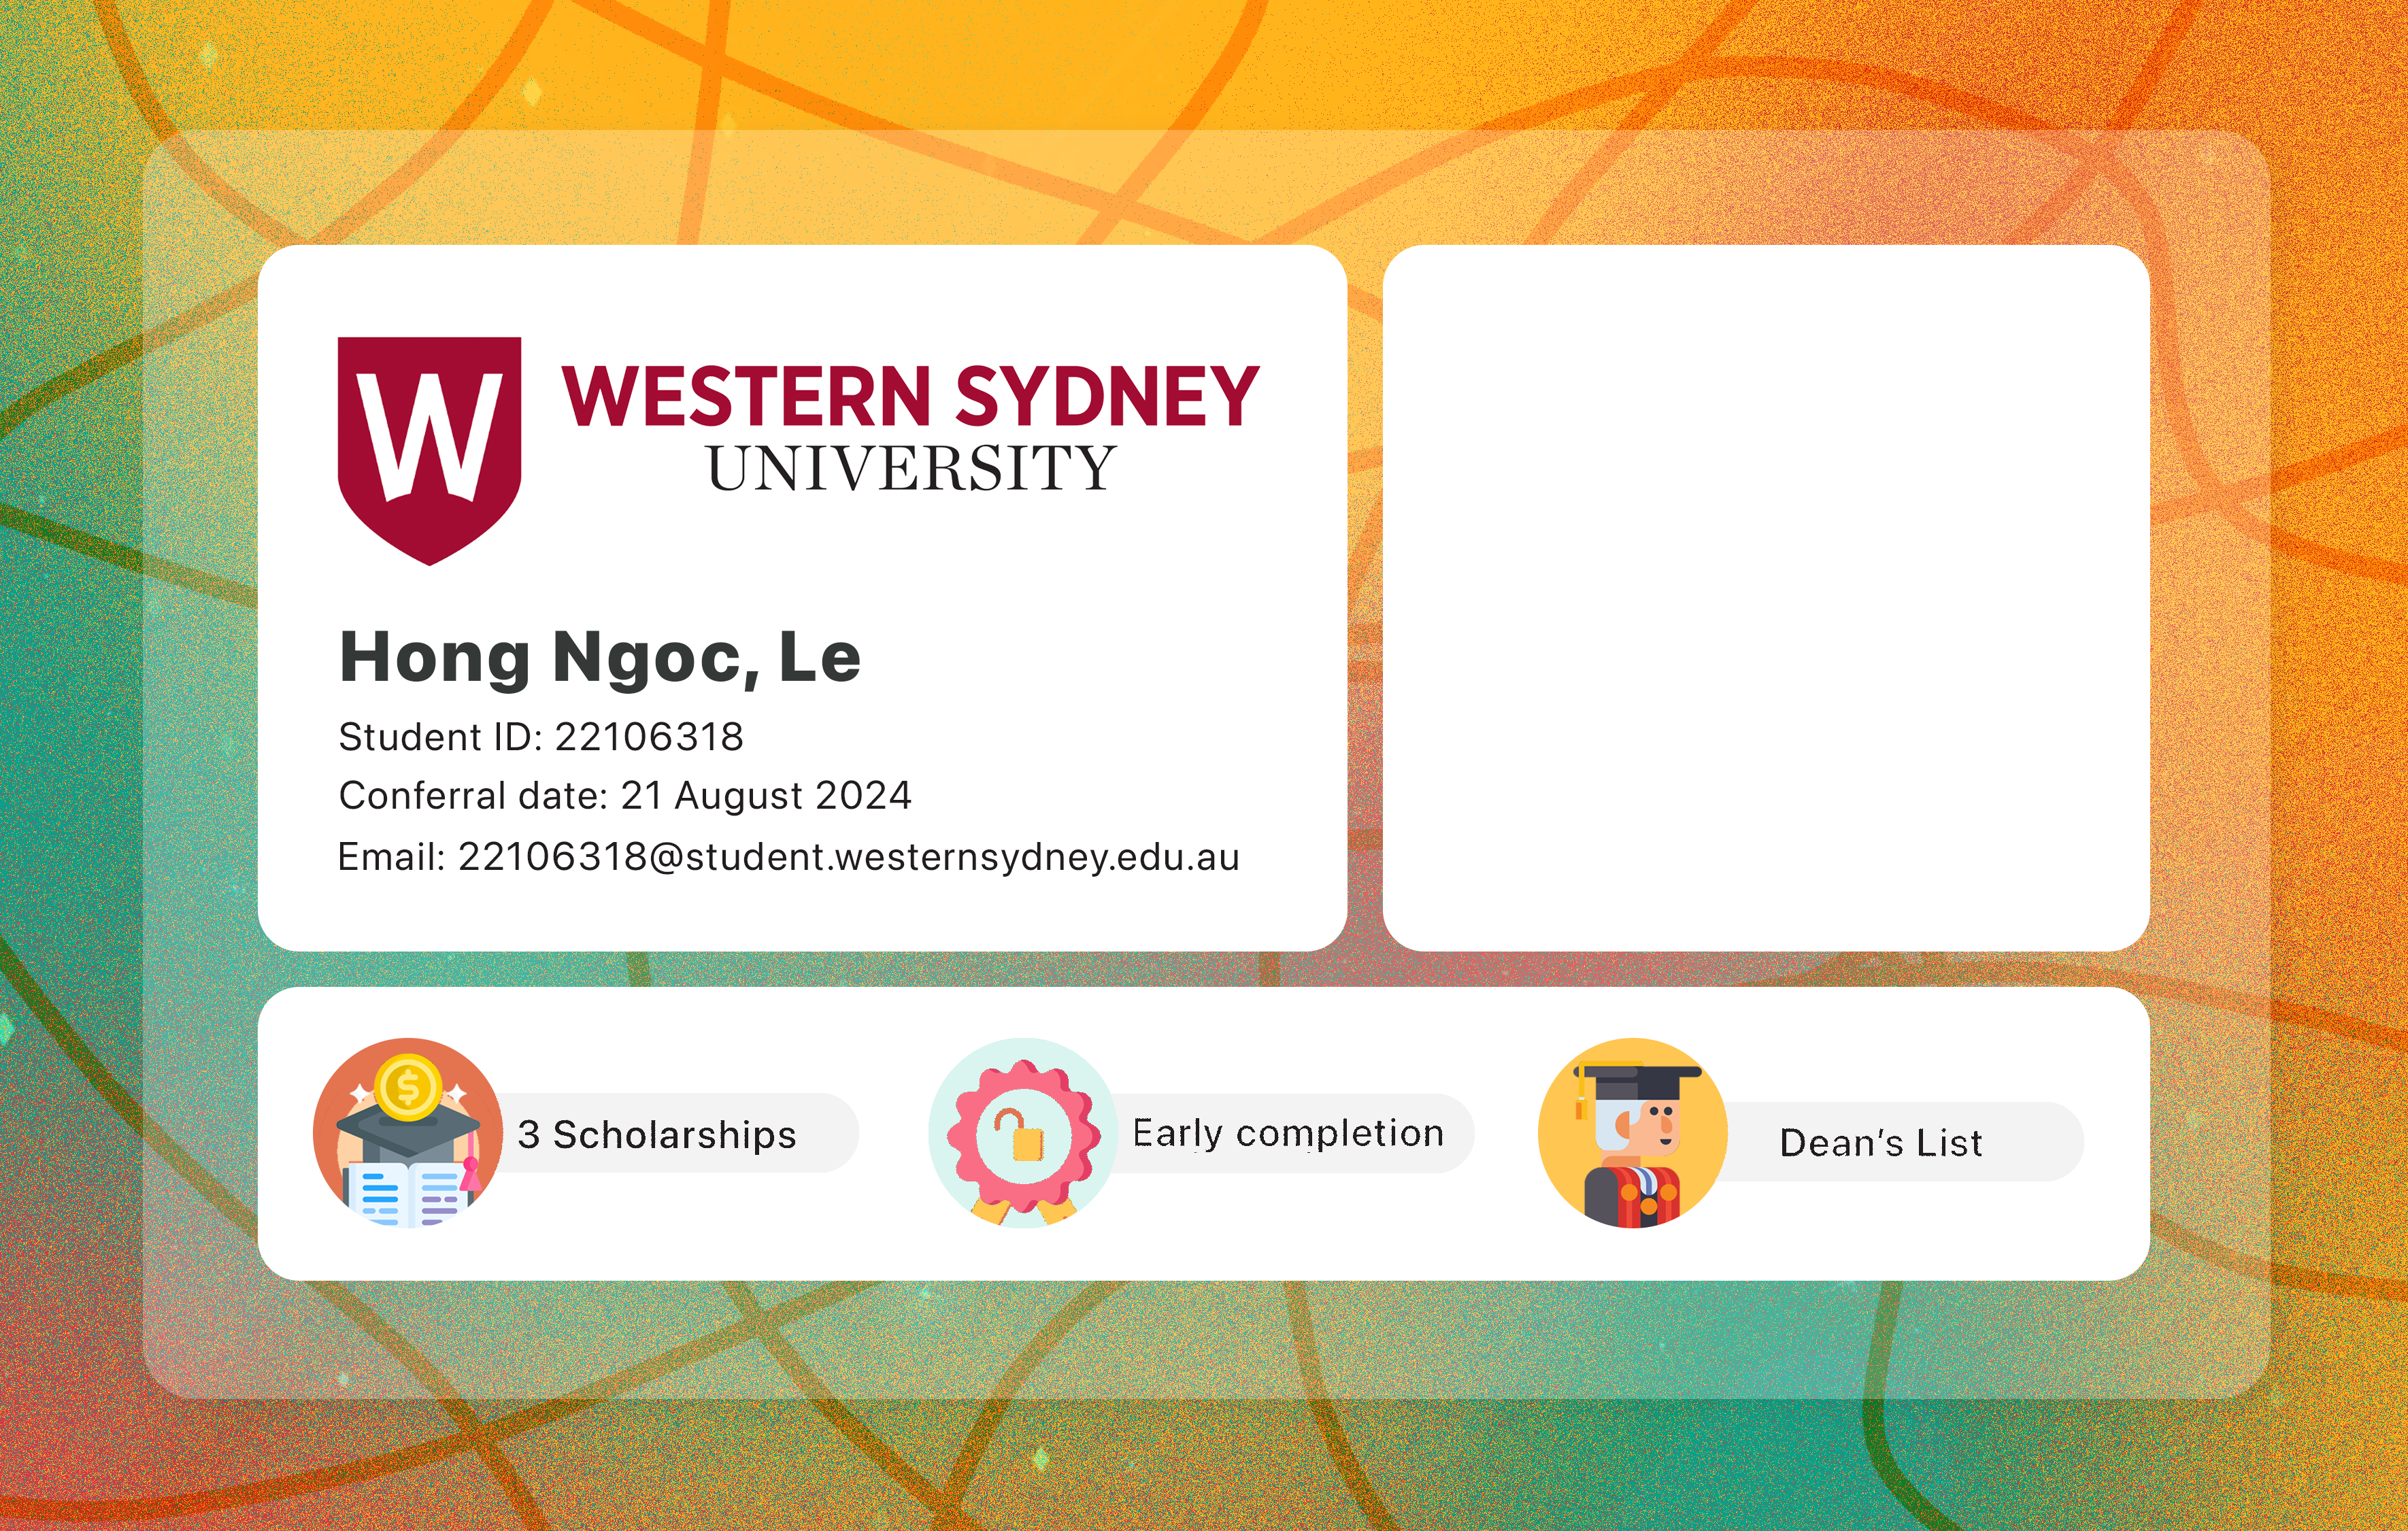 W
WESTERN SYDNEY
UNIVERSITY
Hong Ngoc, Le
Student ID: 22106318
Conferral date: 21 August 2024
Email: 22106318@student.westernsydney.edu.au
$
3 Scholarships
Early completion
Dean's List